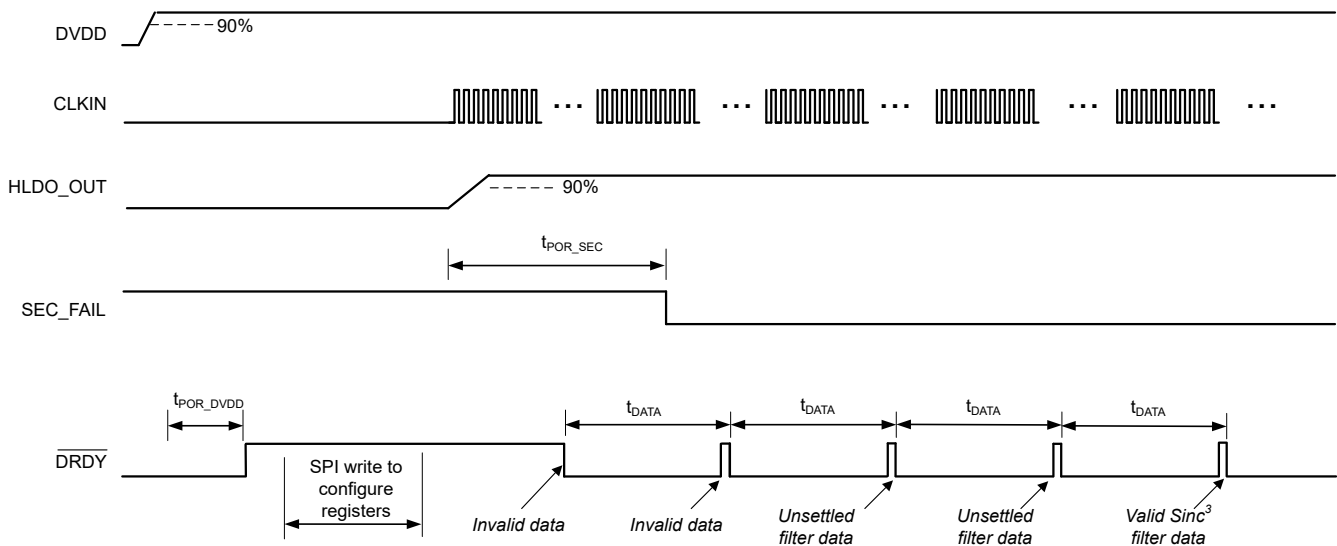 DVDD
90%
CLKIN
... ... ... ... ...
HLDO_OUT
90%
tPOR_SEC
SEC_FAIL
tPOR_DVDD
tDATA
tDATA
tDATA
tDATA
DRDY
SPI write to
configure
registers
Invalid data
Invalid data
Unsettled
filter data
Unsettled
filter data
Valid Sinc³
filter data